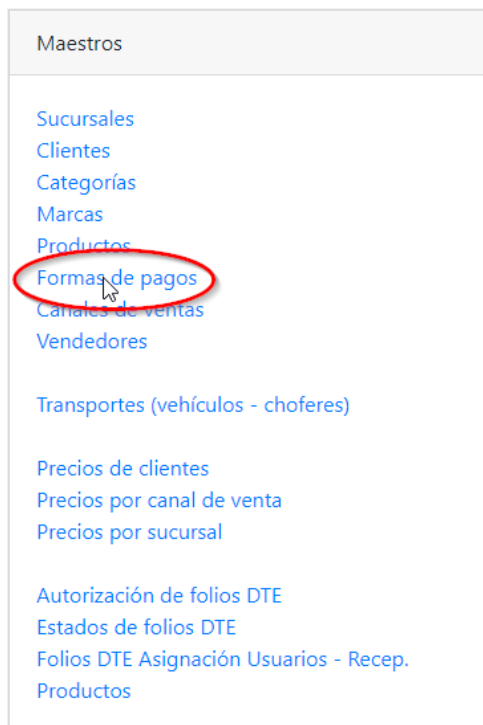 Maestros
Sucursales
Clientes
Categorías
Marcas
Productos
Formas de pagos
Canales de ventas
Vendedores
Transportes (vehículos - choferes)
Precios de clientes
Precios por canal de venta
Precios por sucursal
Autorización de folios DTE
Estados de folios DTE
Folios DTE Asignación Usuarios - Recep.
Productos